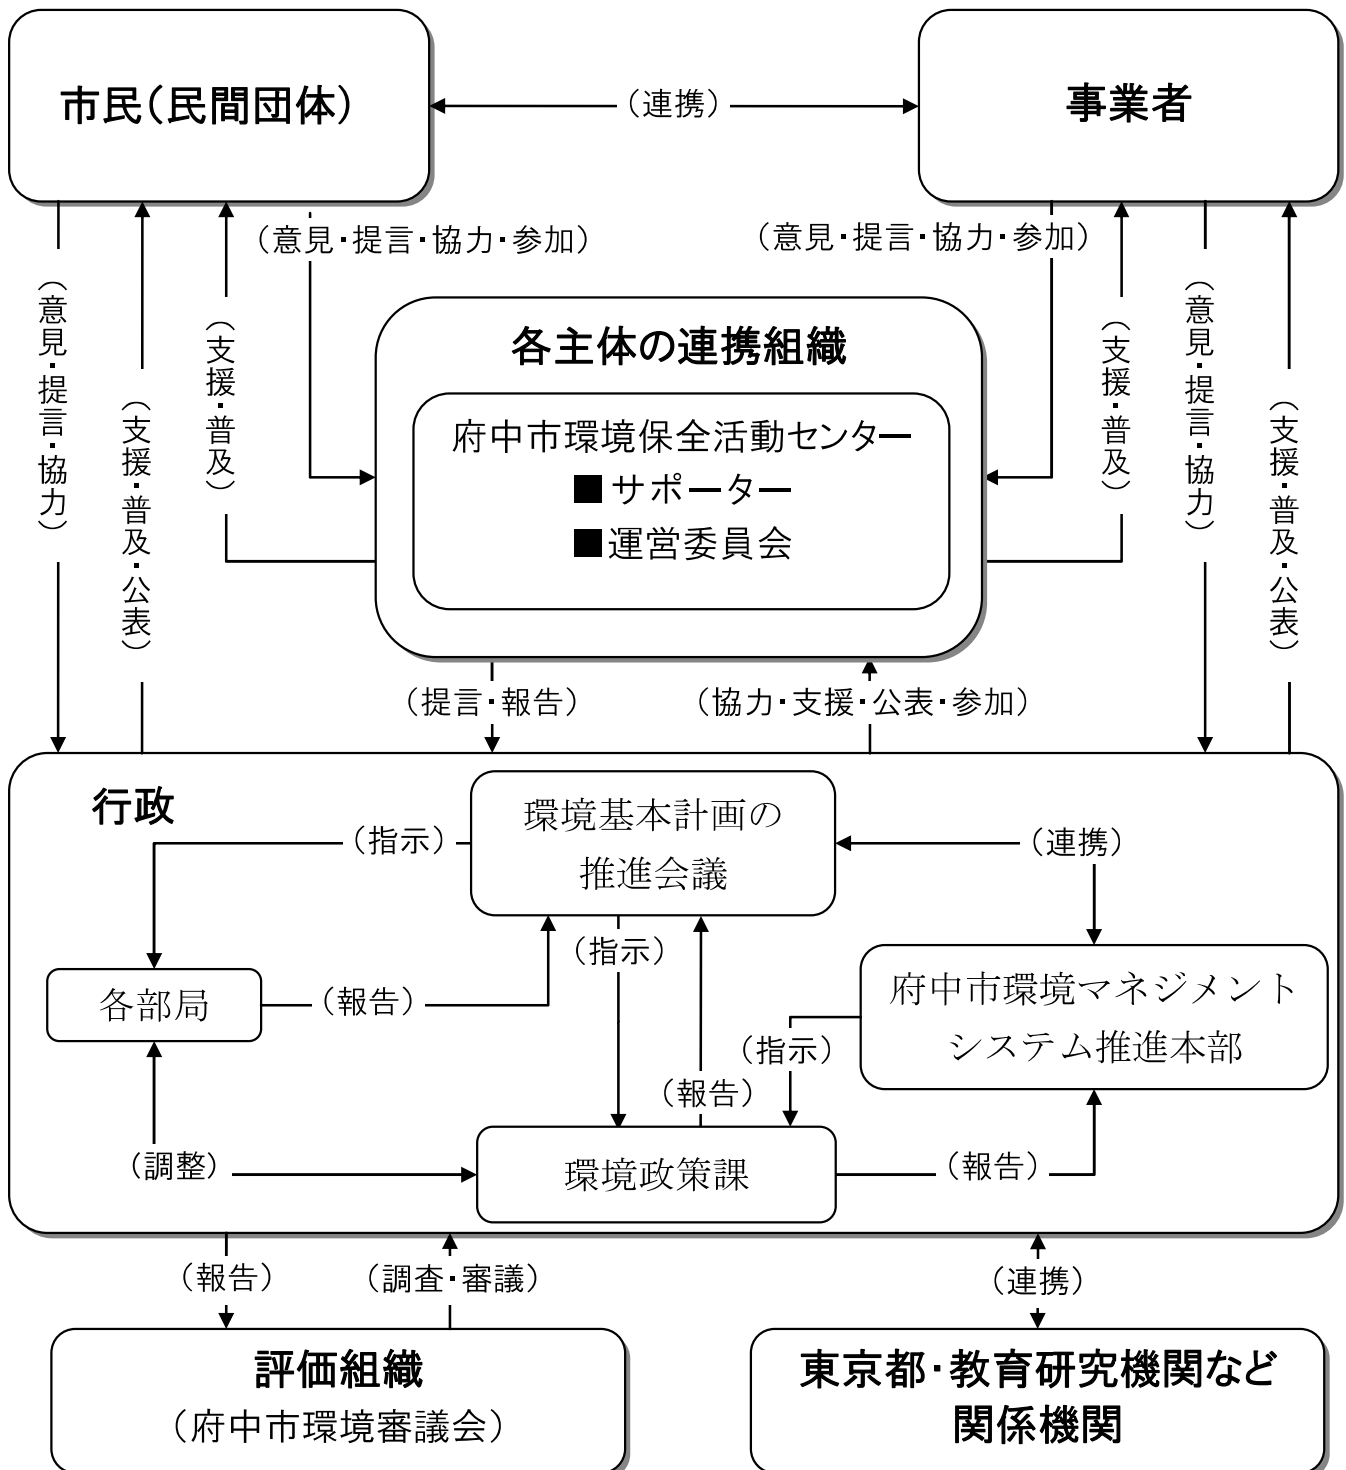 市民（民間団体）
（連携）
事業者
（意見・提言・協力・参加）
（意見・提言・協力・参加）
（意見・提言・協力）
（支援・普及・公表）
（支援・普及）
（支援・普及）
（意見・提言・協力）
（支援・普及・公表）
各主体の連携組織
府中市環境保全活動センター
■サポーター
■運営委員会
（提言・報告）
（協力・支援・公表・参加）
行政
環境基本計画の
推進会議
（指示）
（連携）
（指示）
各部局
（報告）
府中市環境マネジメント
システム推進本部
（指示）
（報告）
（調整）
環境政策課
（報告）
（報告）
（調査・審議）
（連携）
評価組織
（府中市環境審議会）
東京都・教育研究機関など
関係機関